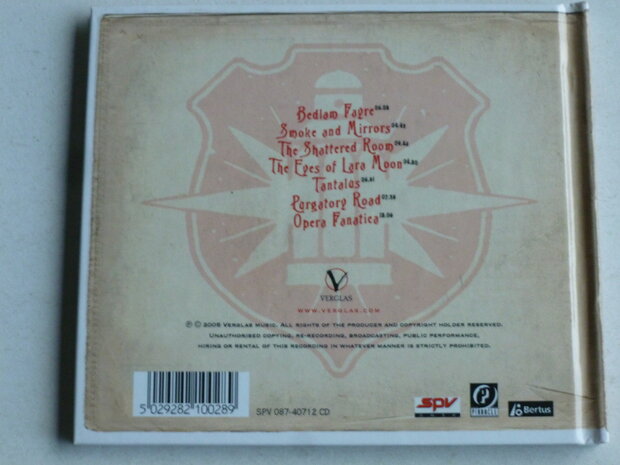 Bedlam Fayre
Smoke and Mirrors
The Shattered Room
The Eyes of Lara Moon
Tantalus
Purgatory Road
Opera Fanatica
V
VERGLAS
WWW.VERGLAS.COM
℗ © 2005 VERGLAS MUSIC. ALL RIGHTS OF THE PRODUCER AND COPYRIGHT HOLDER RESERVED.
UNAUTHORISED COPYING, RE-RECORDING, BROADCASTING, PUBLIC PERFORMANCE,
HIRING OR RENTAL OF THIS RECORDING IN WHATEVER MANNER IS STRICTLY PROHIBITED.
5 029282 100289
SPV 087-40712 CD
spv
P
PINNACLE
Bertus